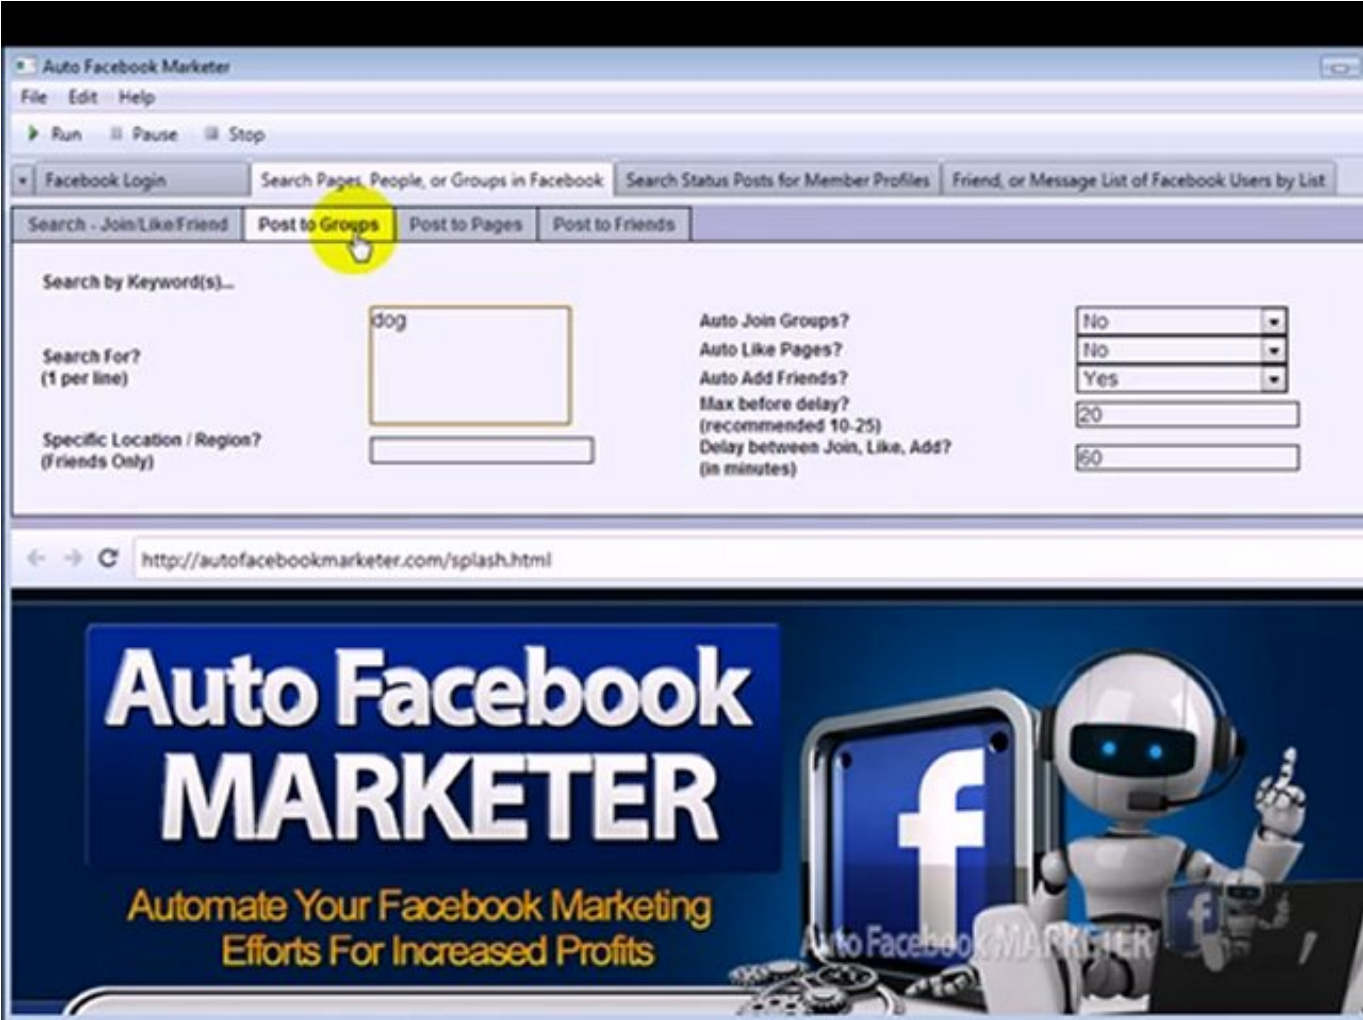 Auto Facebook Marketer
File Edit Help
Run Pause Stop
Facebook Login Search Pages, People, or Groups in Facebook Search Status Posts for Member Profiles Friend, or Message List of Facebook Users by List
Search - Join/Like/Friend Post to Groups Post to Pages Post to Friends
Search by Keyword(s)...
dog
Search For?
(1 per line)
Specific Location / Region?
(Friends Only)
Auto Join Groups? No
Auto Like Pages? No
Auto Add Friends? Yes
Max before delay?
(recommended 10-25) 20
Delay between Join, Like, Add?
(in minutes) 60
http://autofacebookmarketer.com/splash.html
Auto Facebook
MARKETER
Automate Your Facebook Marketing
Efforts For Increased Profits
f
Auto Facebook MARKETER
f